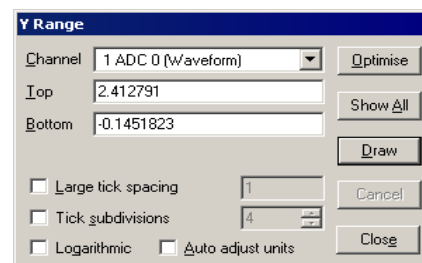 Y Range
Channel 1 ADC 0 (Waveform) Optimise
Top 2.412791 Show All
Bottom -0.1451823
Draw
Large tick spacing 1 Cancel
Tick subdivisions 4
Logarithmic Auto adjust units Close